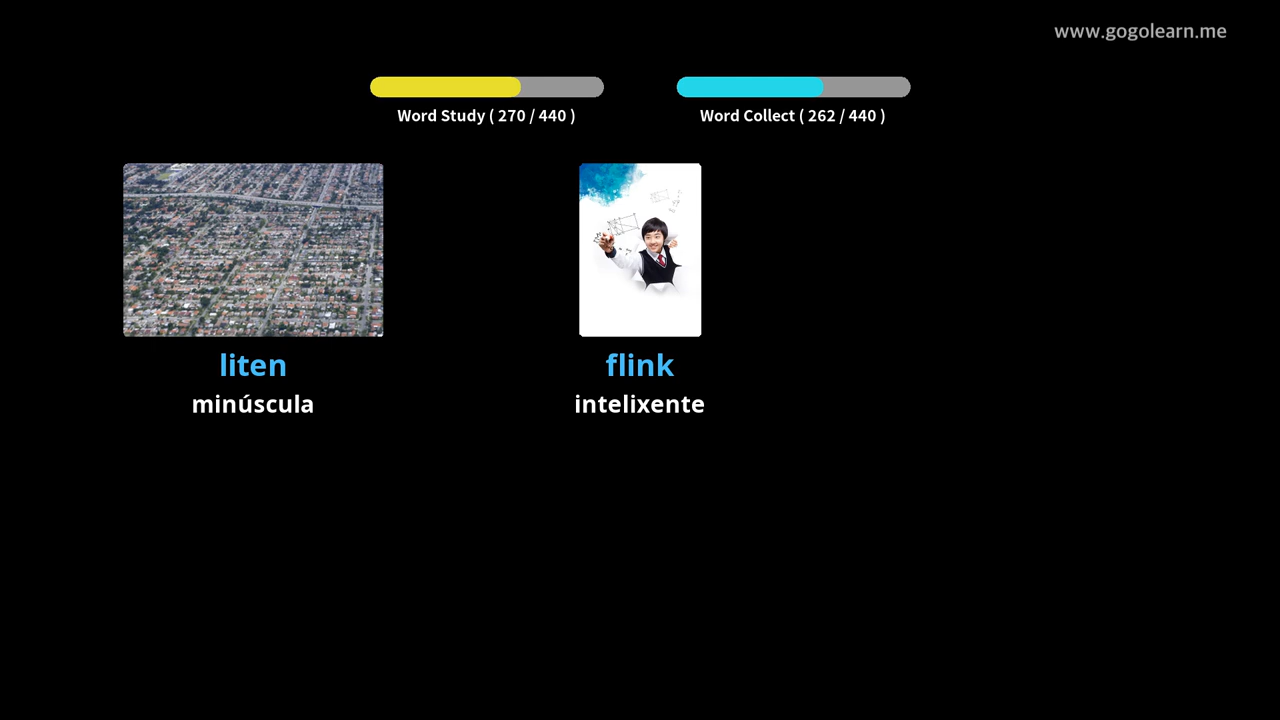 www.gogolearn.me
Word Study ( 270 / 440 )
Word Collect ( 262 / 440 )
liten
minúscula
flink
intelixente